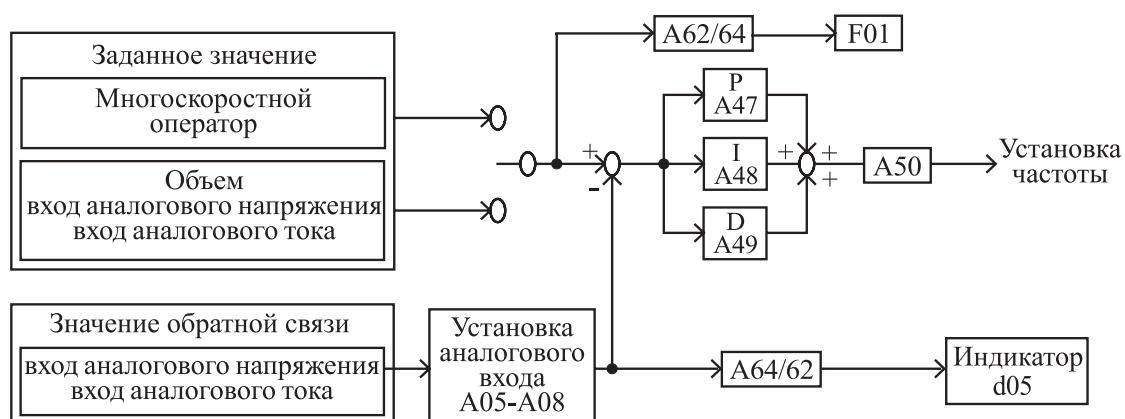 Заданное значение
Многоскоростной
оператор
Объем
вход аналогового напряжения
вход аналогового тока
A62/64
F01
P
A47
I
A48
D
A49
+
-
+
+
+
A50
Установка
частоты
Значение обратной связи
вход аналогового напряжения
вход аналогового тока
Установка
аналогового
входа
A05-A08
A64/62
Индикатор
d05